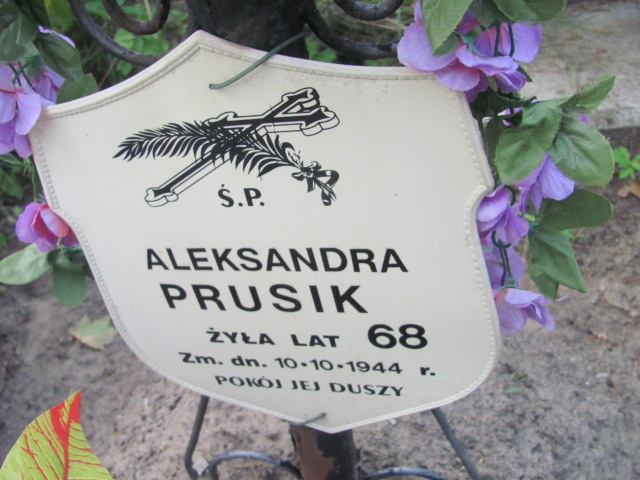 Ś.P.
ALEKSANDRA
PRUSIK
ŻYŁA LAT 68
Zm. dn. 10-10-1944 r.
POKÓJ JEJ DUSZY